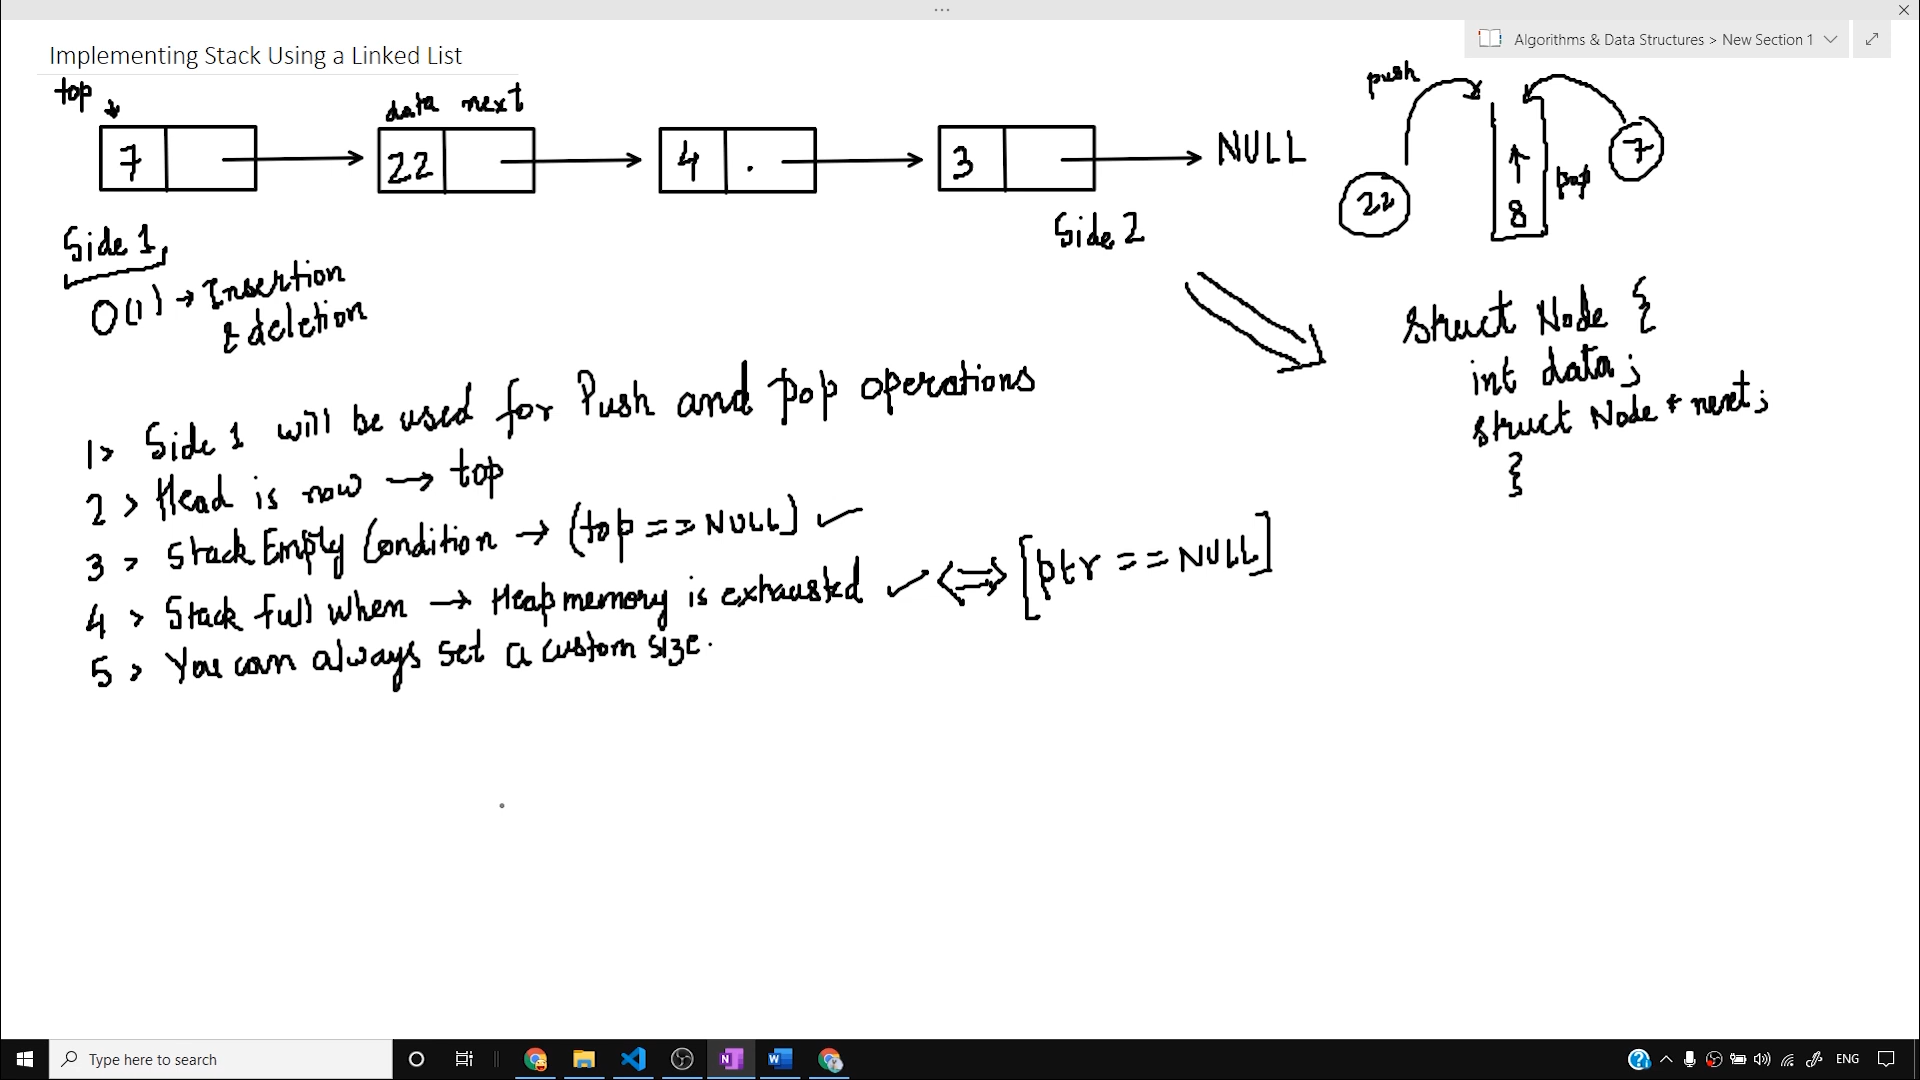 Implementing Stack Using a Linked List
Algorithms & Data Structures > New Section 1
top
data next
7
22
4 .
3
NULL
push
22
8
pop
7
Side 1
Side 2
O(1) → Insertion
& deletion
struct Node {
int data;
struct Node * next;
}
1> Side 1 will be used for Push and pop operations
2> Head is now → top
3> Stack Empty Condition → (top == NULL) ✓
4> Stack full when → Heap memory is exhausted ✓ ⇔ [ptr == NULL]
5> You can always set a custom size.
Type here to search
ENG